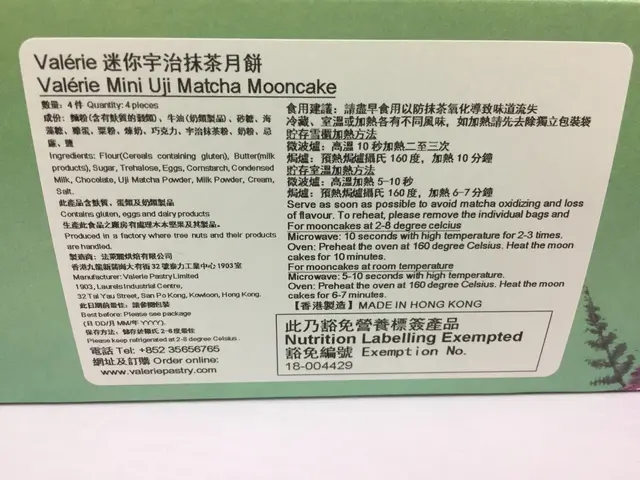 Valérie 迷你宇治抹茶月餅
Valérie Mini Uji Matcha Mooncake
數量: 4 件 Quantity: 4 pieces
成份: 麵粉(含有麩質的穀類)、牛油(奶類製品)、砂糖、海
藻糖、雞蛋、粟粉、煉奶、巧克力、宇治抹茶粉、奶粉、忌
廉、鹽
Ingredients: Flour(Cereals containing gluten), Butter(milk
products), Sugar, Trehalose, Eggs, Cornstarch, Condensed
Milk, Chocolate, Uji Matcha Powder, Milk Powder, Cream,
Salt.
此產品含麩質、蛋類及奶類製品
Contains gluten, eggs and dairy products
生產此食品之廠房有處理木本堅果及其製品。
Produced in a factory where tree nuts and their products
are handled.
製造商: 法萊麗烘焙有限公司
香港九龍新蒲崗大有街 32 號泰力工業中心 1903 室
Manufacturer: Valerie Pastry Limited
1903, Laurels Industrial Centre,
32 Tai Yau Street, San Po Kong, Kowloon, Hong Kong.
此日期前最佳: 請參閱包裝
Best before: Please see package
(日 DD/月 MM/年 YYYY).
保存方法: 儲存於攝氏 2-8 度最佳
Please keep refrigerated at 2-8 degree Celsius.
電話 Tel: +852 35656765
網址及訂購 Order online:
www.valeriepastry.com
食用建議: 請盡早食用以防抹茶氧化導致味道流失
冷藏、室溫或加熱各有不同風味, 如加熱請先去除獨立包裝袋
貯存雪櫃加熱方法
微波爐: 高溫 10 秒加熱二至三次
焗爐: 預熱焗爐攝氏 160 度, 加熱 10 分鐘
貯存室溫加熱方法
微波爐: 高溫加熱 5-10 秒
焗爐: 預熱焗爐攝氏 160 度, 加熱 6-7 分鐘
Serve as soon as possible to avoid matcha oxidizing and loss
of flavour. To reheat, please remove the individual bags and
For mooncakes at 2-8 degree celcius
Microwave: 10 seconds with high temperature for 2-3 times.
Oven: Preheat the oven at 160 degree Celsius. Heat the moon
cakes for 10 minutes.
For mooncakes at room temperature
Microwave: 5-10 seconds with high temperature.
Oven: Preheat the oven at 160 degree Celsius. Heat the moon
cakes for 6-7 minutes.
【香港製造】MADE IN HONG KONG
此乃豁免營養標簽產品
Nutrition Labelling Exempted
豁免編號 Exemption No.
18-004429